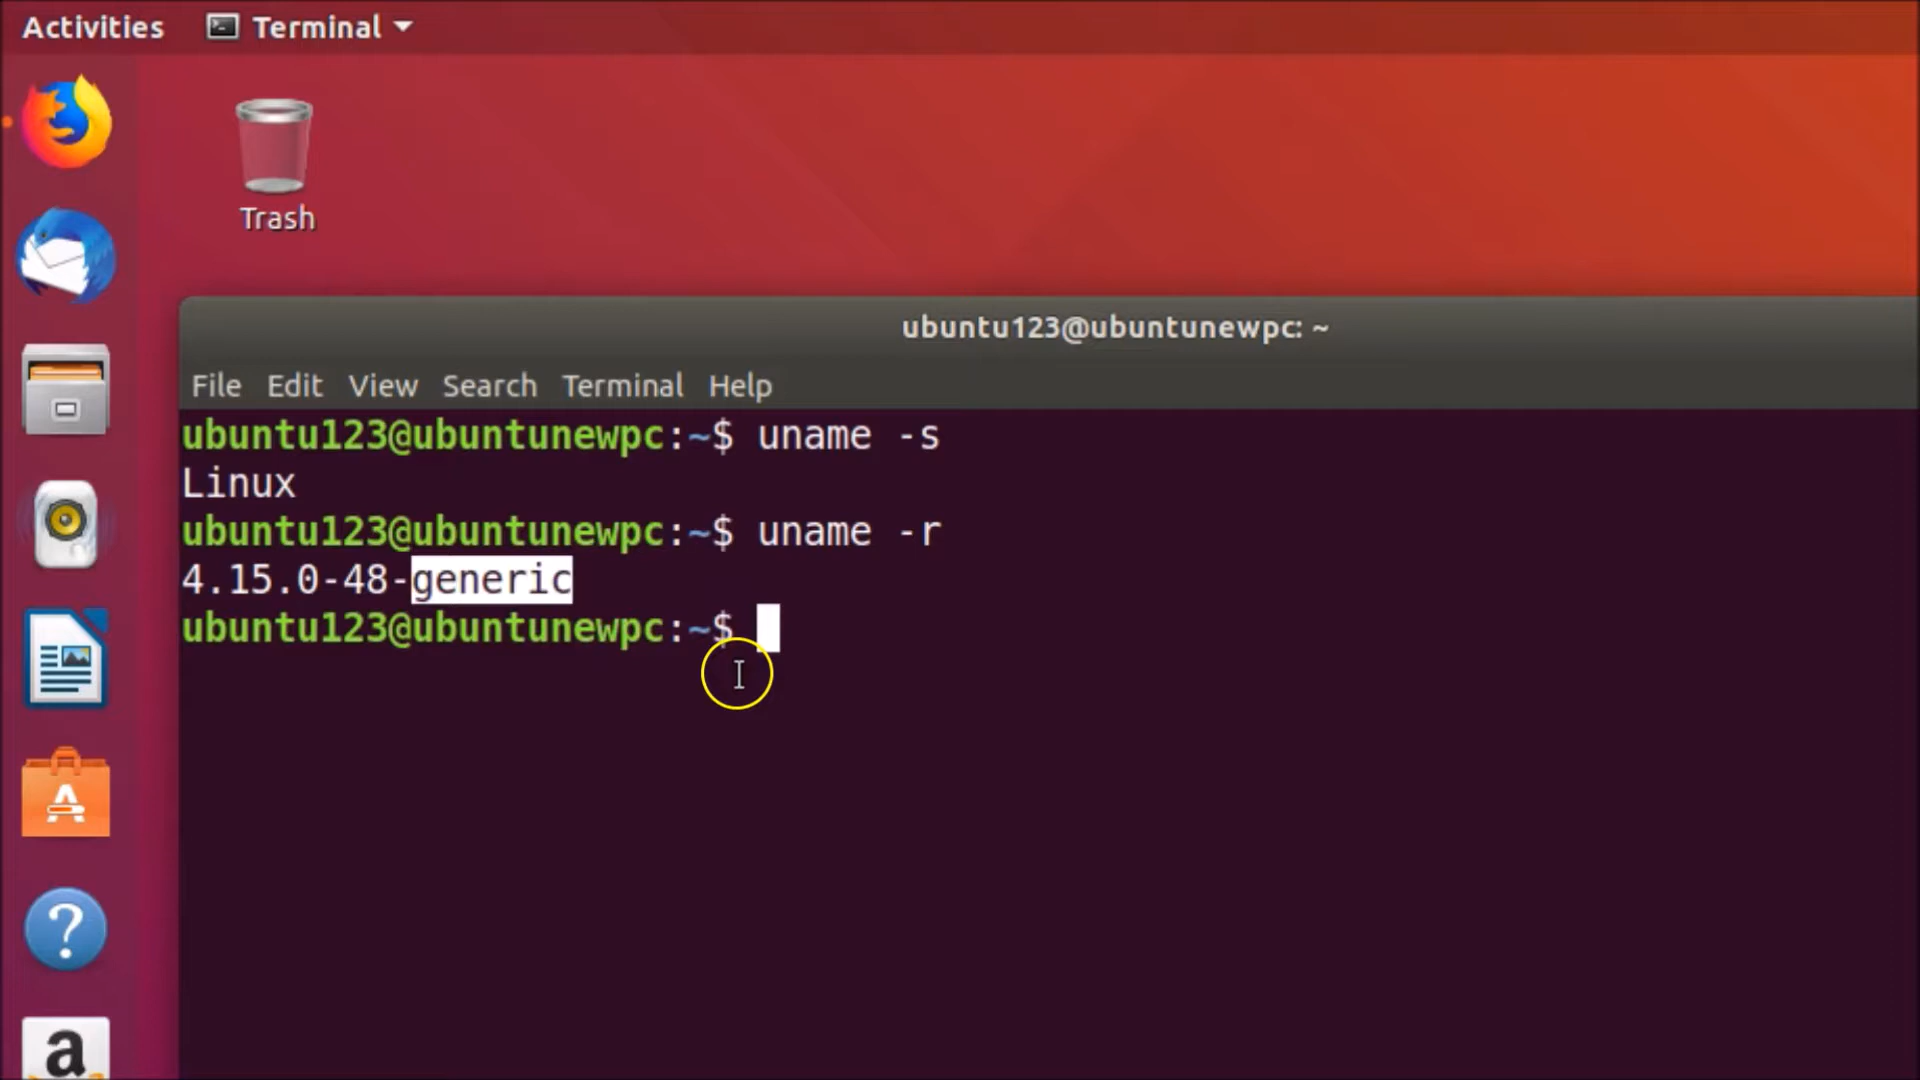 Activities Terminal
Trash
ubuntu123@ubuntunewpc: ~
File Edit View Search Terminal Help
ubuntu123@ubuntunewpc:~$ uname -s
Linux
ubuntu123@ubuntunewpc:~$ uname -r
4.15.0-48-generic
ubuntu123@ubuntunewpc:~$
?
a